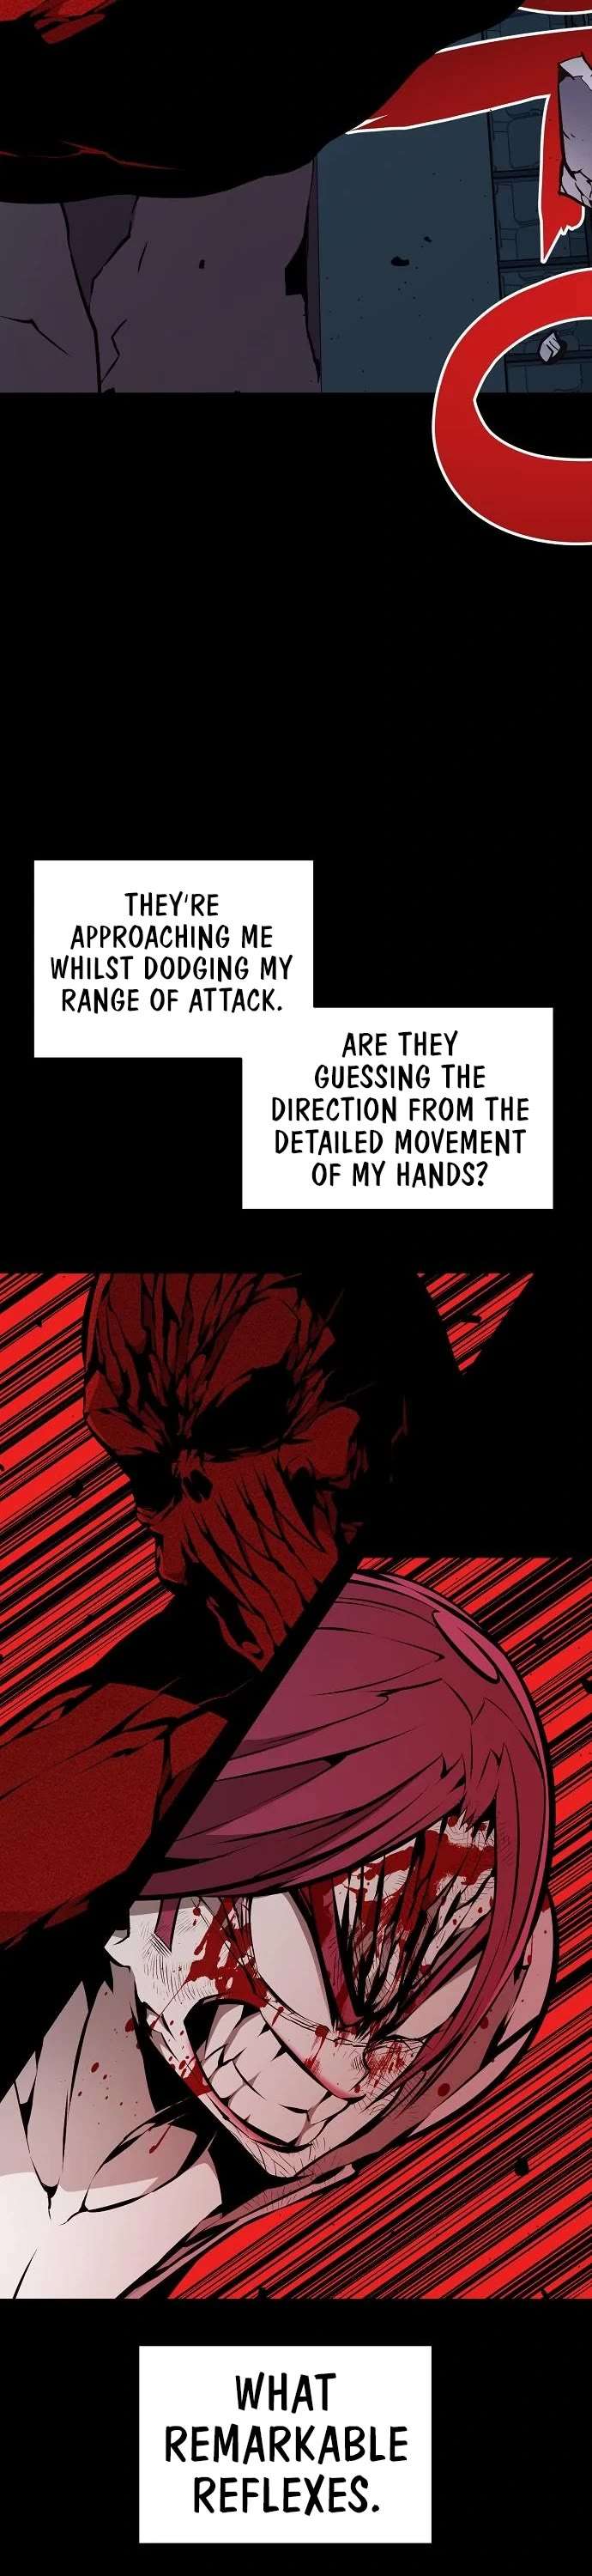 THEY'RE
APPROACHING ME
WHILST DODGING MY
RANGE OF ATTACK.
ARE THEY
GUESSING THE
DIRECTION FROM THE
DETAILED MOVEMENT
OF MY HANDS?
WHAT
REMARKABLE
REFLEXES.